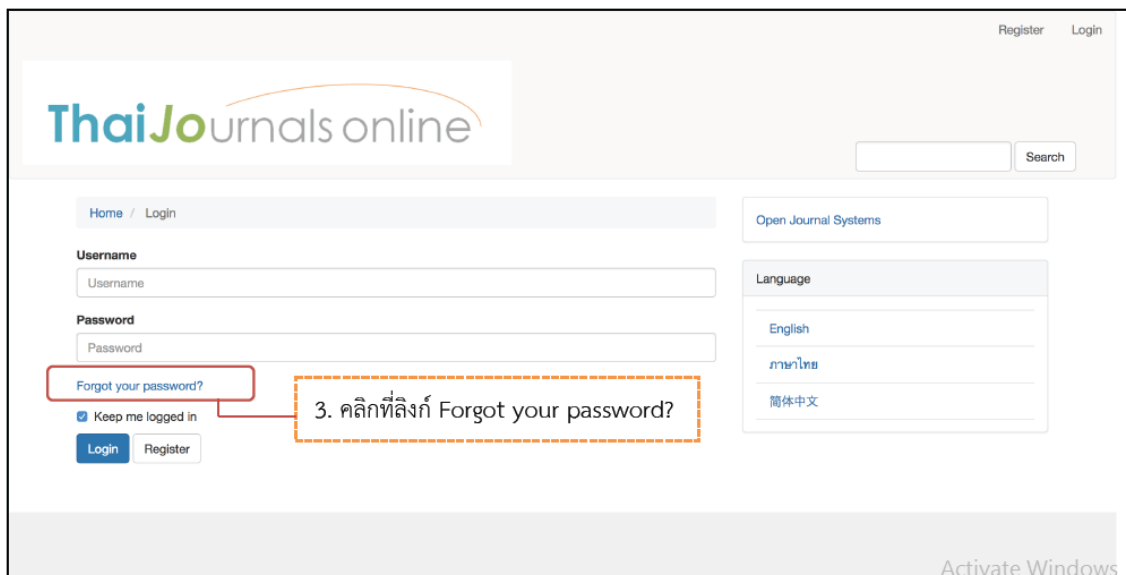 Register Login
ThaiJournals online
Search
Home / Login
Open Journal Systems
Username
Username
Language
Password
Password
English
Forgot your password?
ภาษาไทย
3. คลิกที่ลิงก์ Forgot your password?
Keep me logged in
简体中文
Login Register
Activate Windows